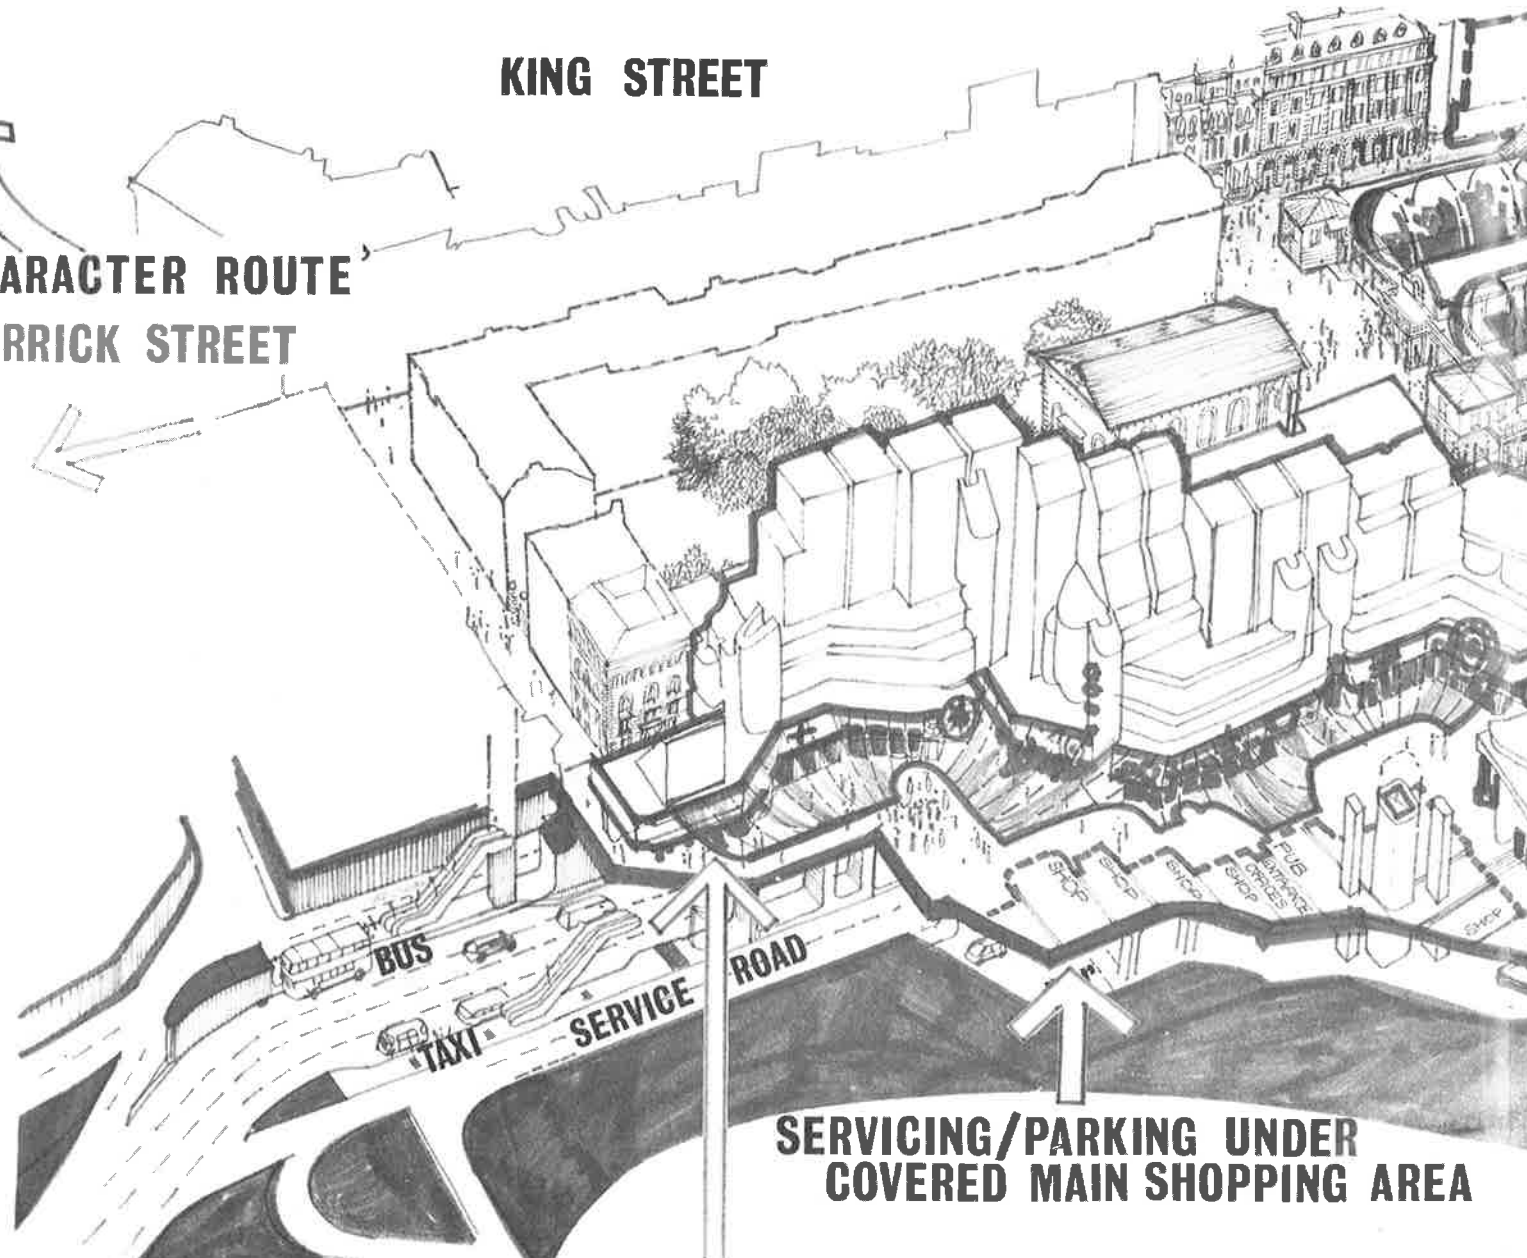 KING STREET
ARACTER ROUTE'
RRICK STREET
SHOP
SHOP
SHOP
PUB
ENTRANCE
OFFICES
SHOP
SHOP
BUS
TAXI
SERVICE ROAD
SERVICING/PARKING UNDER
COVERED MAIN SHOPPING AREA